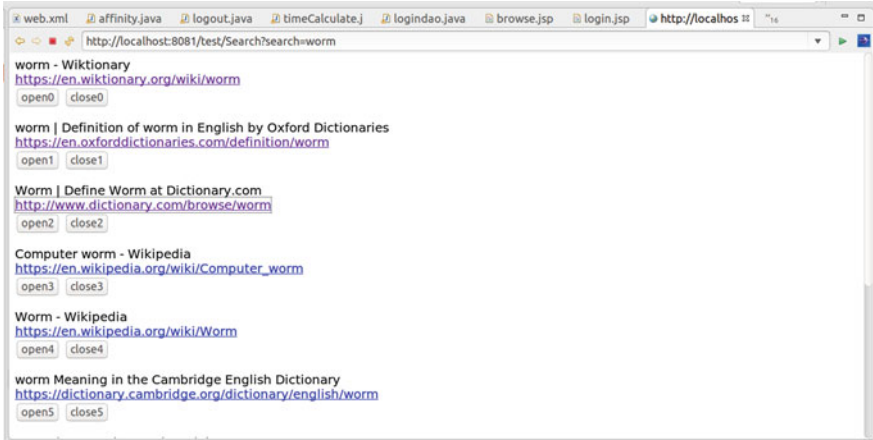 web.xml affinity.java logout.java timeCalculate.j logindao.java browse.jsp login.jsp http://localhos "16
http://localhost:8081/test/Search?search=worm
worm - Wiktionary
https://en.wiktionary.org/wiki/worm
open0 close0
worm | Definition of worm in English by Oxford Dictionaries
https://en.oxforddictionaries.com/definition/worm
open1 close1
Worm | Define Worm at Dictionary.com
http://www.dictionary.com/browse/worm
open2 close2
Computer worm - Wikipedia
https://en.wikipedia.org/wiki/Computer_worm
open3 close3
Worm - Wikipedia
https://en.wikipedia.org/wiki/Worm
open4 close4
worm Meaning in the Cambridge English Dictionary
https://dictionary.cambridge.org/dictionary/english/worm
open5 close5